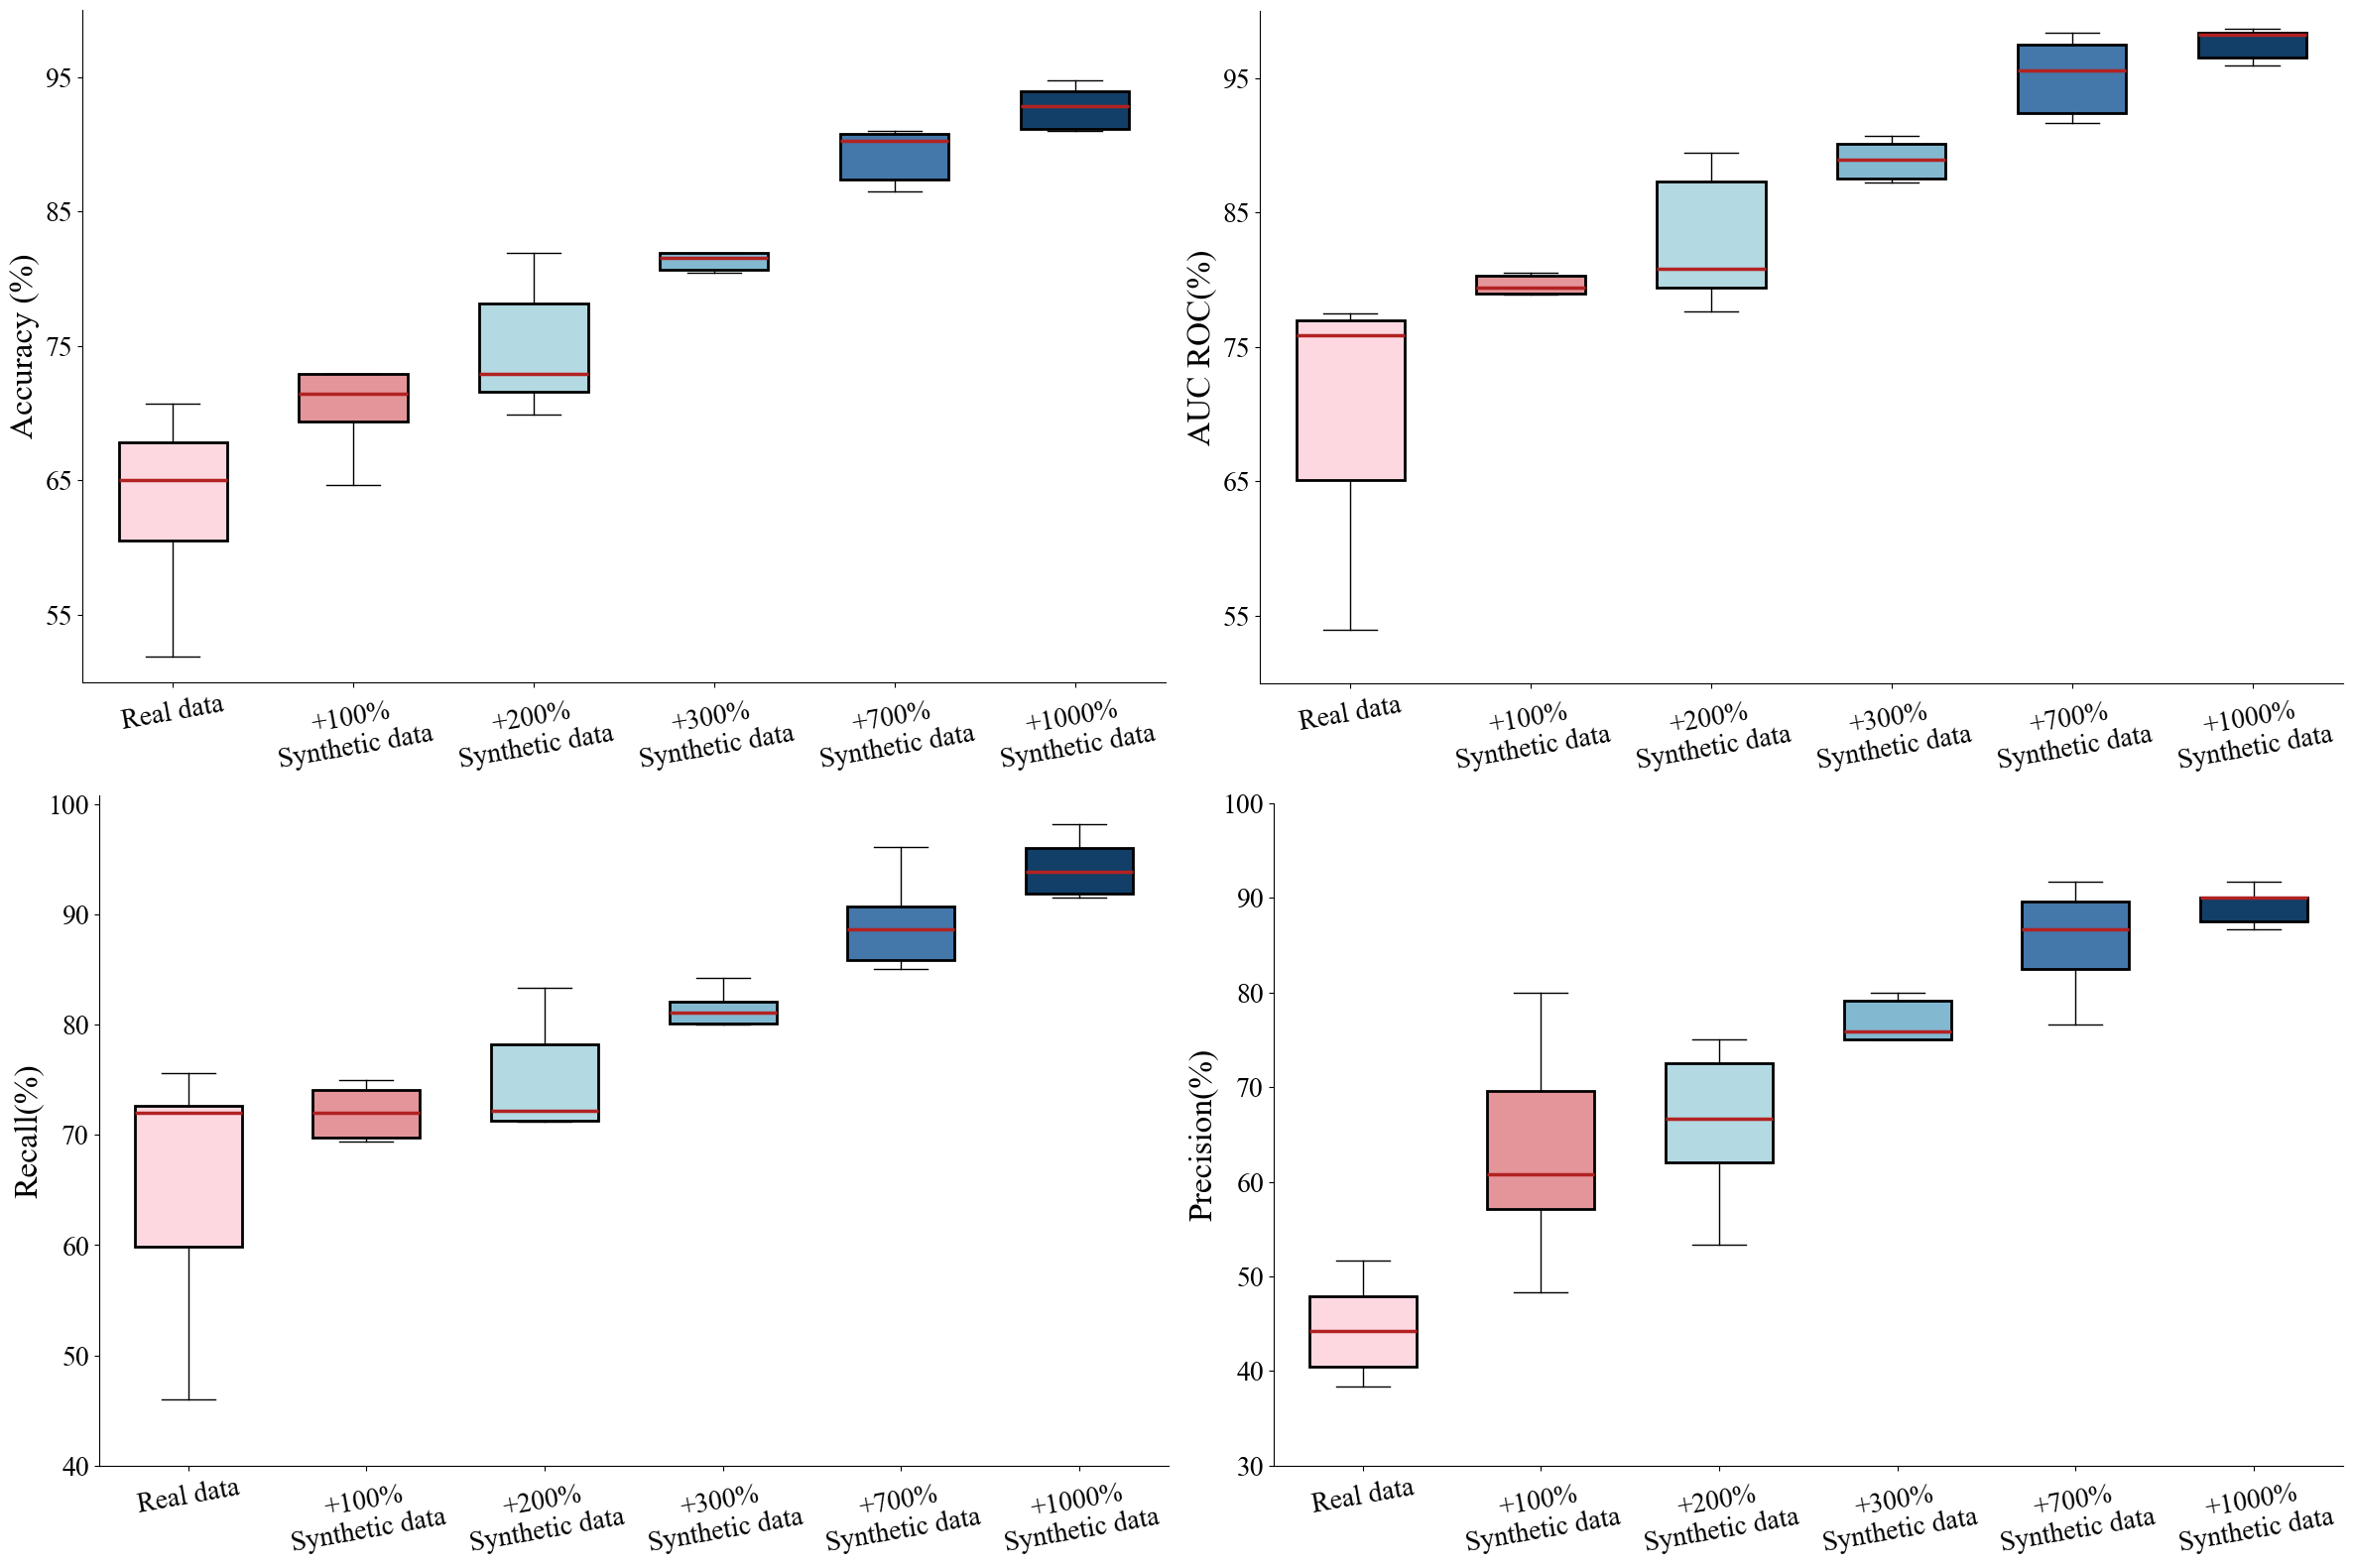 Accuracy (%)
95
85
75
65
55
Real data
+100%
Synthetic data
+200%
Synthetic data
+300%
Synthetic data
+700%
Synthetic data
+1000%
Synthetic data
AUC ROC(%)
95
85
75
65
55
Real data
+100%
Synthetic data
+200%
Synthetic data
+300%
Synthetic data
+700%
Synthetic data
+1000%
Synthetic data
Recall(%)
100
90
80
70
60
50
40
Real data
+100%
Synthetic data
+200%
Synthetic data
+300%
Synthetic data
+700%
Synthetic data
+1000%
Synthetic data
Precision(%)
100
90
80
70
60
50
40
30
Real data
+100%
Synthetic data
+200%
Synthetic data
+300%
Synthetic data
+700%
Synthetic data
+1000%
Synthetic data